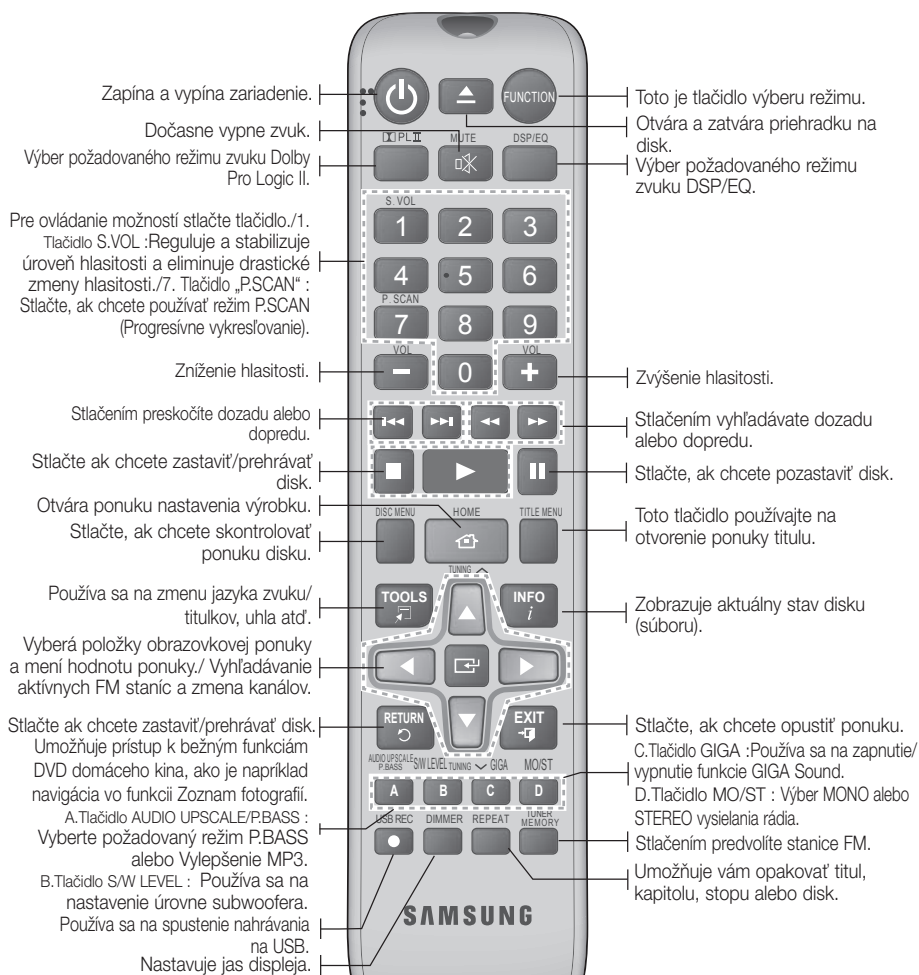 Zapína a vypína zariadenie.
Dočasne vypne zvuk.
Výber požadovaného režimu zvuku Dolby
Pro Logic II.
Pre ovládanie možností stlačte tlačidlo./1.
Tlačidlo S.VOL :Reguluje a stabilizuje
úroveň hlasitosti a eliminuje drastické
zmeny hlasitosti./7. Tlačidlo „P.SCAN“ :
Stlačte, ak chcete používať režim P.SCAN
(Progresívne vykresľovanie).
Zníženie hlasitosti.
Stlačením preskočíte dozadu alebo
dopredu.
Stlačte ak chcete zastaviť/prehrávať
disk.
Otvára ponuku nastavenia výrobku.
Stlačte, ak chcete skontrolovať
ponuku disku.
Používa sa na zmenu jazyka zvuku/
titulkov, uhla atď.
Vyberá položky obrazovkovej ponuky
a mení hodnotu ponuky./ Vyhľadávanie
aktívnych FM staníc a zmena kanálov.
Stlačte ak chcete zastaviť/prehrávať disk.
Umožňuje prístup k bežným funkciám
DVD domáceho kina, ako je napríklad
navigácia vo funkcii Zoznam fotografií.
A.Tlačidlo AUDIO UPSCALE/P.BASS :
Vyberte požadovaný režim P.BASS
alebo Vylepšenie MP3.
B.Tlačidlo S/W LEVEL : Používa sa na
nastavenie úrovne subwoofera.
Používa sa na spustenie nahrávania
na USB.
Nastavuje jas displeja.
FUNCTION
PL II MUTE DSP/EQ
S. VOL
1 2 3
4 5 6
P. SCAN
7 8 9
VOL VOL
− 0 +
DISC MENU HOME TITLE MENU
TUNING
TOOLS INFO
i
RETURN EXIT
AUDIO UPSCALE
P.BASS S/W LEVEL TUNING GIGA MO/ST
A B C D
USB REC DIMMER REPEAT TUNER
MEMORY
SAMSUNG
Toto je tlačidlo výberu režimu.
Otvára a zatvára priehradku na
disk.
Výber požadovaného režimu
zvuku DSP/EQ.
Zvýšenie hlasitosti.
Stlačením vyhľadávate dozadu
alebo dopredu.
Stlačte, ak chcete pozastaviť disk.
Toto tlačidlo používajte na
otvorenie ponuky titulu.
Zobrazuje aktuálny stav disku
(súboru).
Stlačte, ak chcete opustiť ponuku.
C.Tlačidlo GIGA :Používa sa na zapnutie/
vypnutie funkcie GIGA Sound.
D.Tlačidlo MO/ST : Výber MONO alebo
STEREO vysielania rádia.
Stlačením predvolíte stanice FM.
Umožňuje vám opakovať titul,
kapitolu, stopu alebo disk.